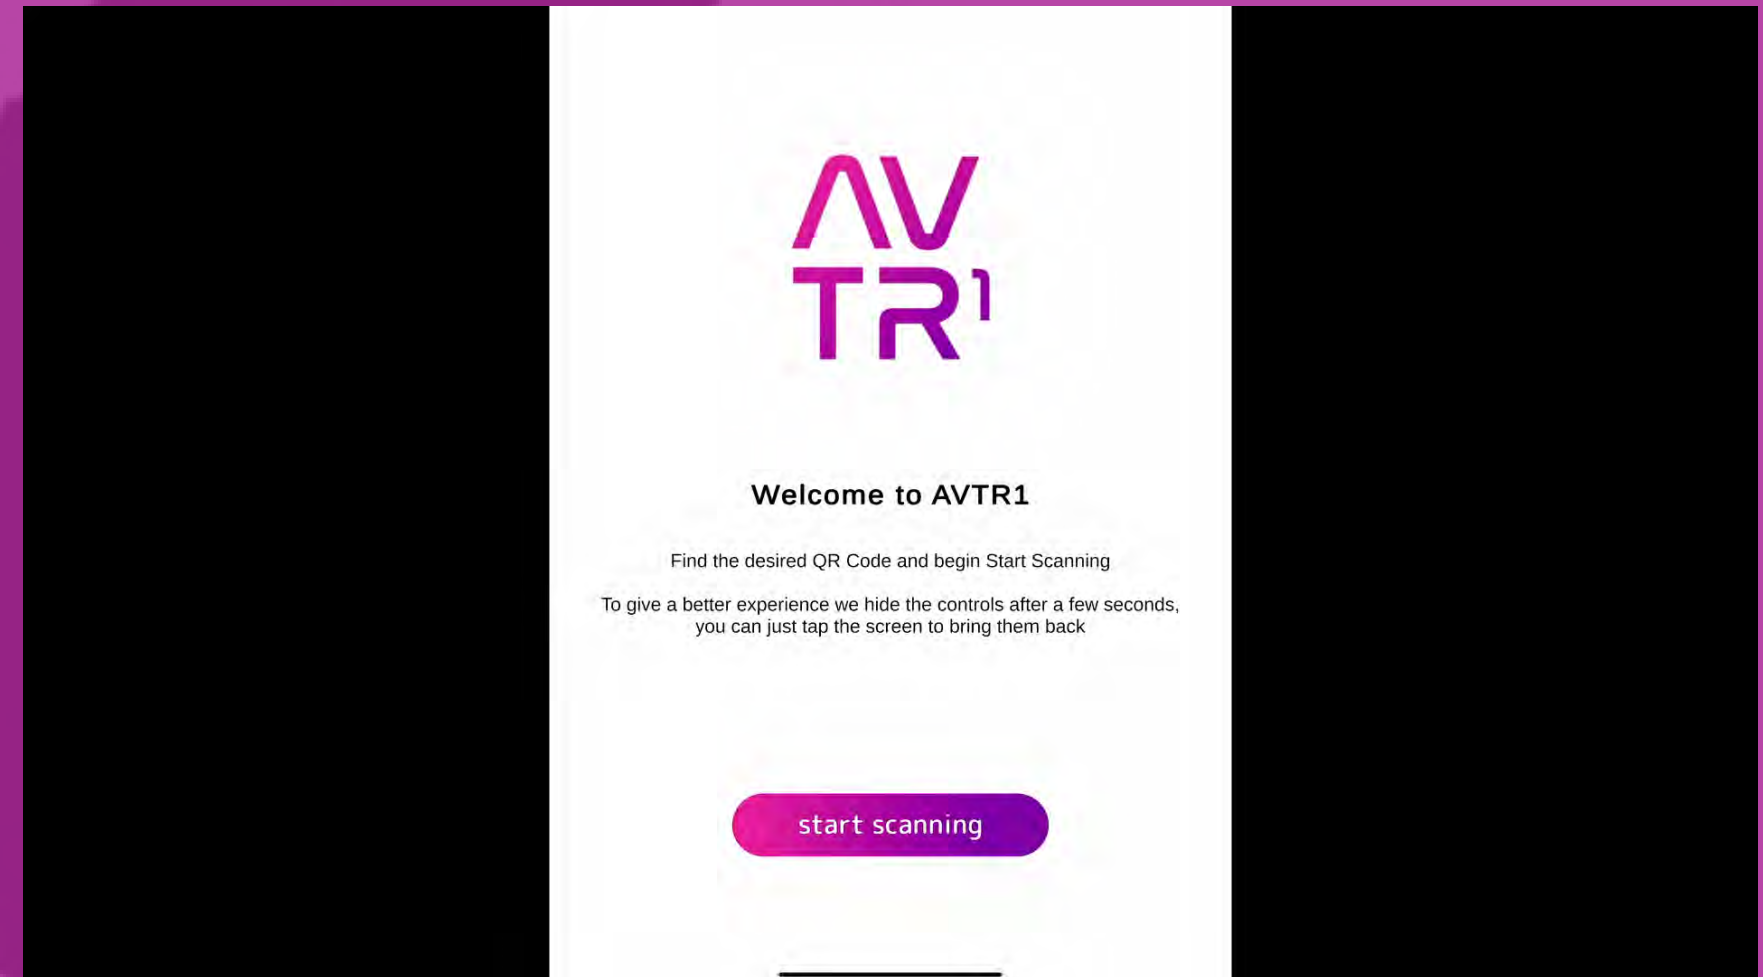 AV
TR1
Welcome to AVTR1
Find the desired QR Code and begin Start Scanning
To give a better experience we hide the controls after a few seconds,
you can just tap the screen to bring them back
start scanning